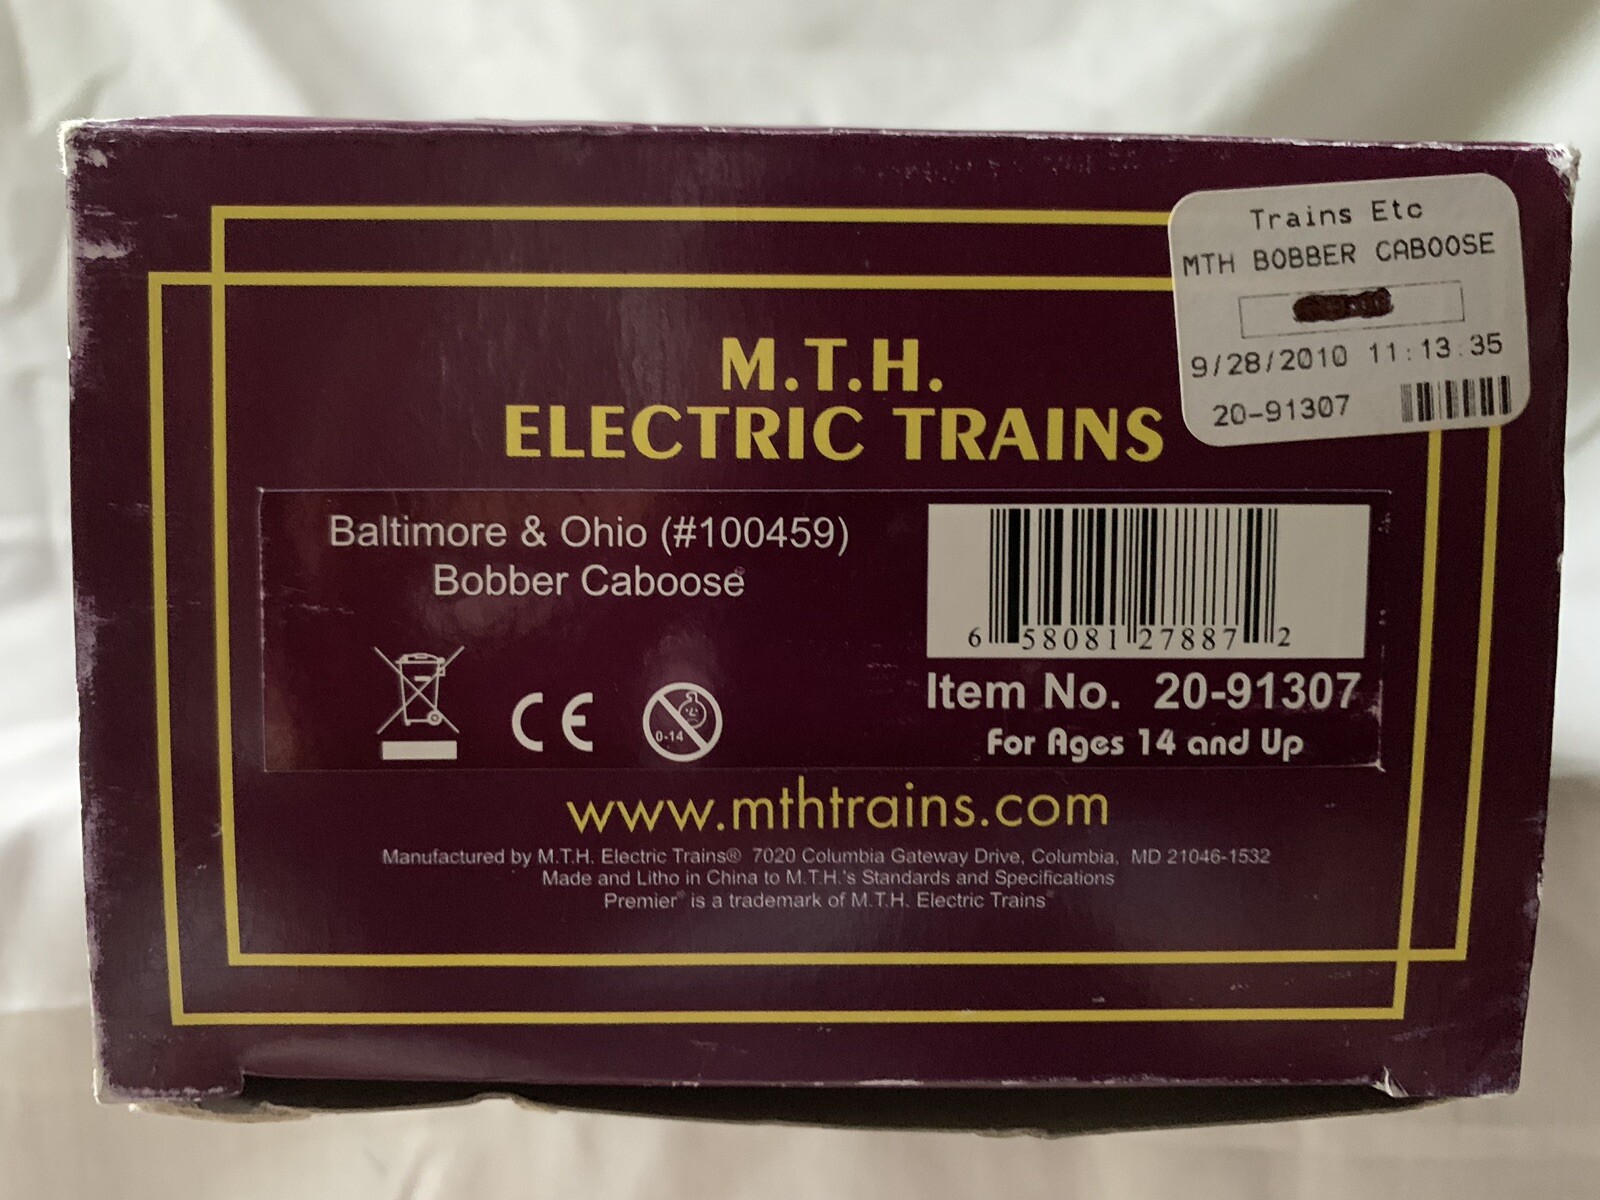 Trains Etc
MTH BOBBER CABOOSE
9/28/2010 11:13:35
20-91307
M.T.H.
ELECTRIC TRAINS
Baltimore & Ohio (#100459)
Bobber Caboose
6 58081 27887 2
Item No. 20-91307
For Ages 14 and Up
CE
0-14
www.mthtrains.com
Manufactured by M.T.H. Electric Trains® 7020 Columbia Gateway Drive, Columbia, MD 21046-1532
Made and Litho in China to M.T.H.'s Standards and Specifications
Premier® is a trademark of M.T.H. Electric Trains®